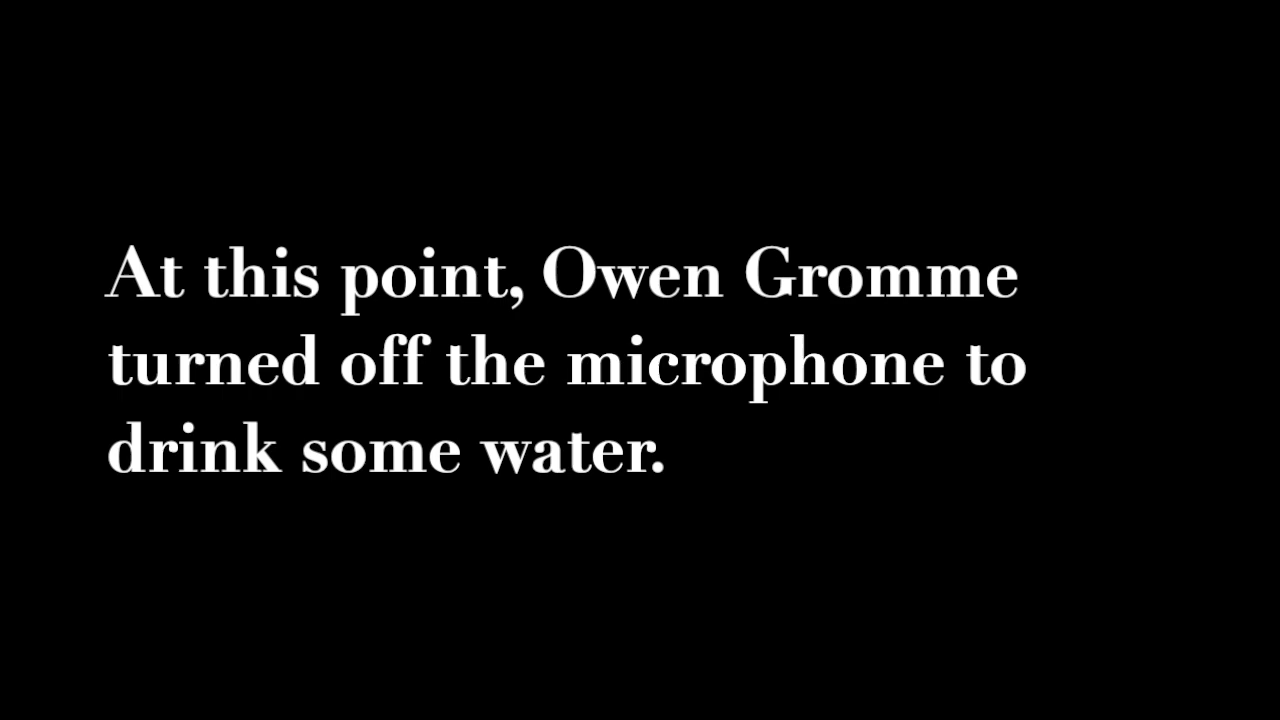 At this point, Owen Gromme
turned off the microphone to
drink some water.